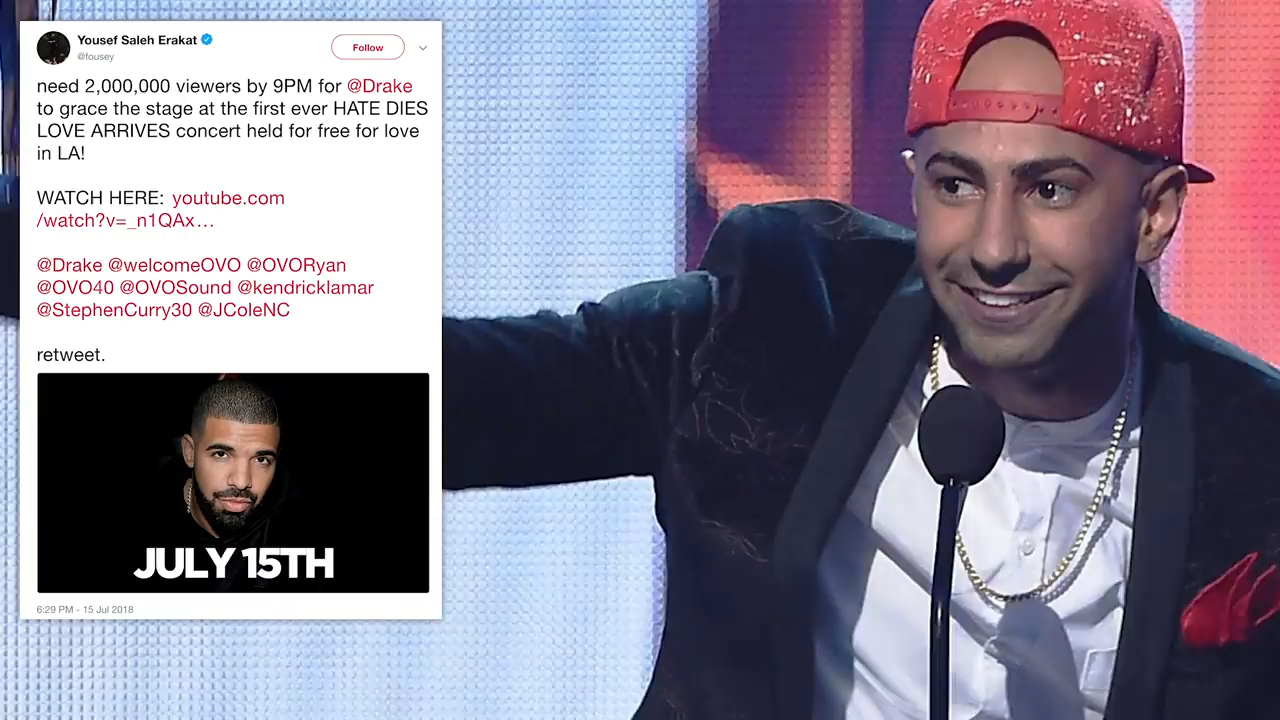 Yousef Saleh Erakat
@fousey
Follow
need 2,000,000 viewers by 9PM for @Drake
to grace the stage at the first ever HATE DIES
LOVE ARRIVES concert held for free for love
in LA!
WATCH HERE: youtube.com
/watch?v=_n1QAx…
@Drake @welcomeOVO @OVORyan
@OVO40 @OVOSound @kendricklamar
@StephenCurry30 @JColeNC
retweet.
JULY 15TH
6:29 PM - 15 Jul 2018